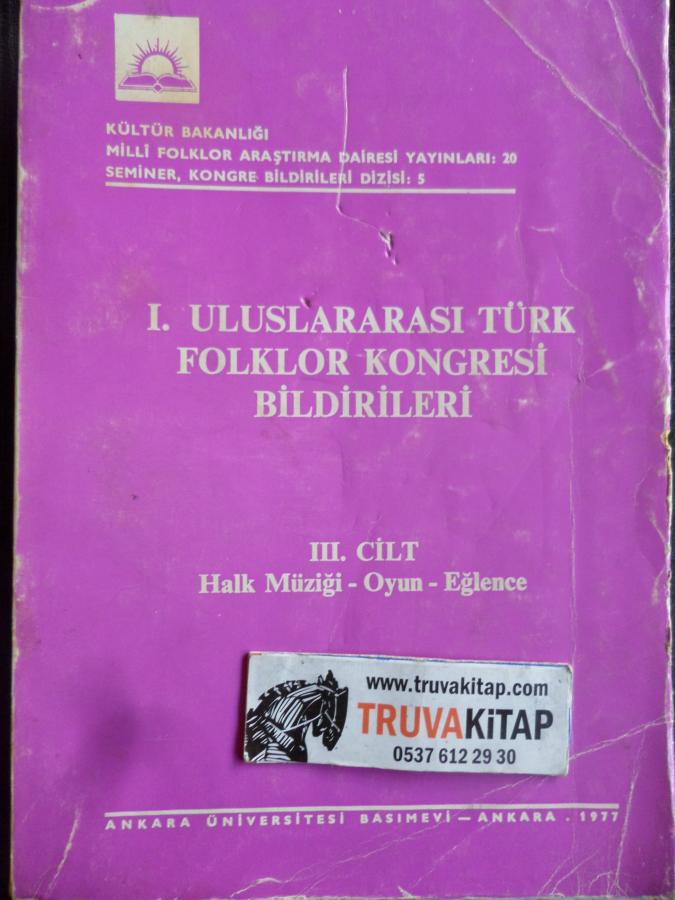 KÜLTÜR BAKANLIĞI
MİLLÎ FOLKLOR ARAŞTIRMA DAİRESİ YAYINLARI: 20
SEMİNER, KONGRE BİLDİRİLERİ DİZİSİ: 5
I. ULUSLARARASI TÜRK
FOLKLOR KONGRESİ
BİLDİRİLERİ
III. CİLT
Halk Müziği - Oyun - Eğlence
www.truvakitap.com
TRUVAKiTAP
0537 612 29 30
ANKARA ÜNİVERSİTESİ BASIMEVİ — ANKARA . 1977